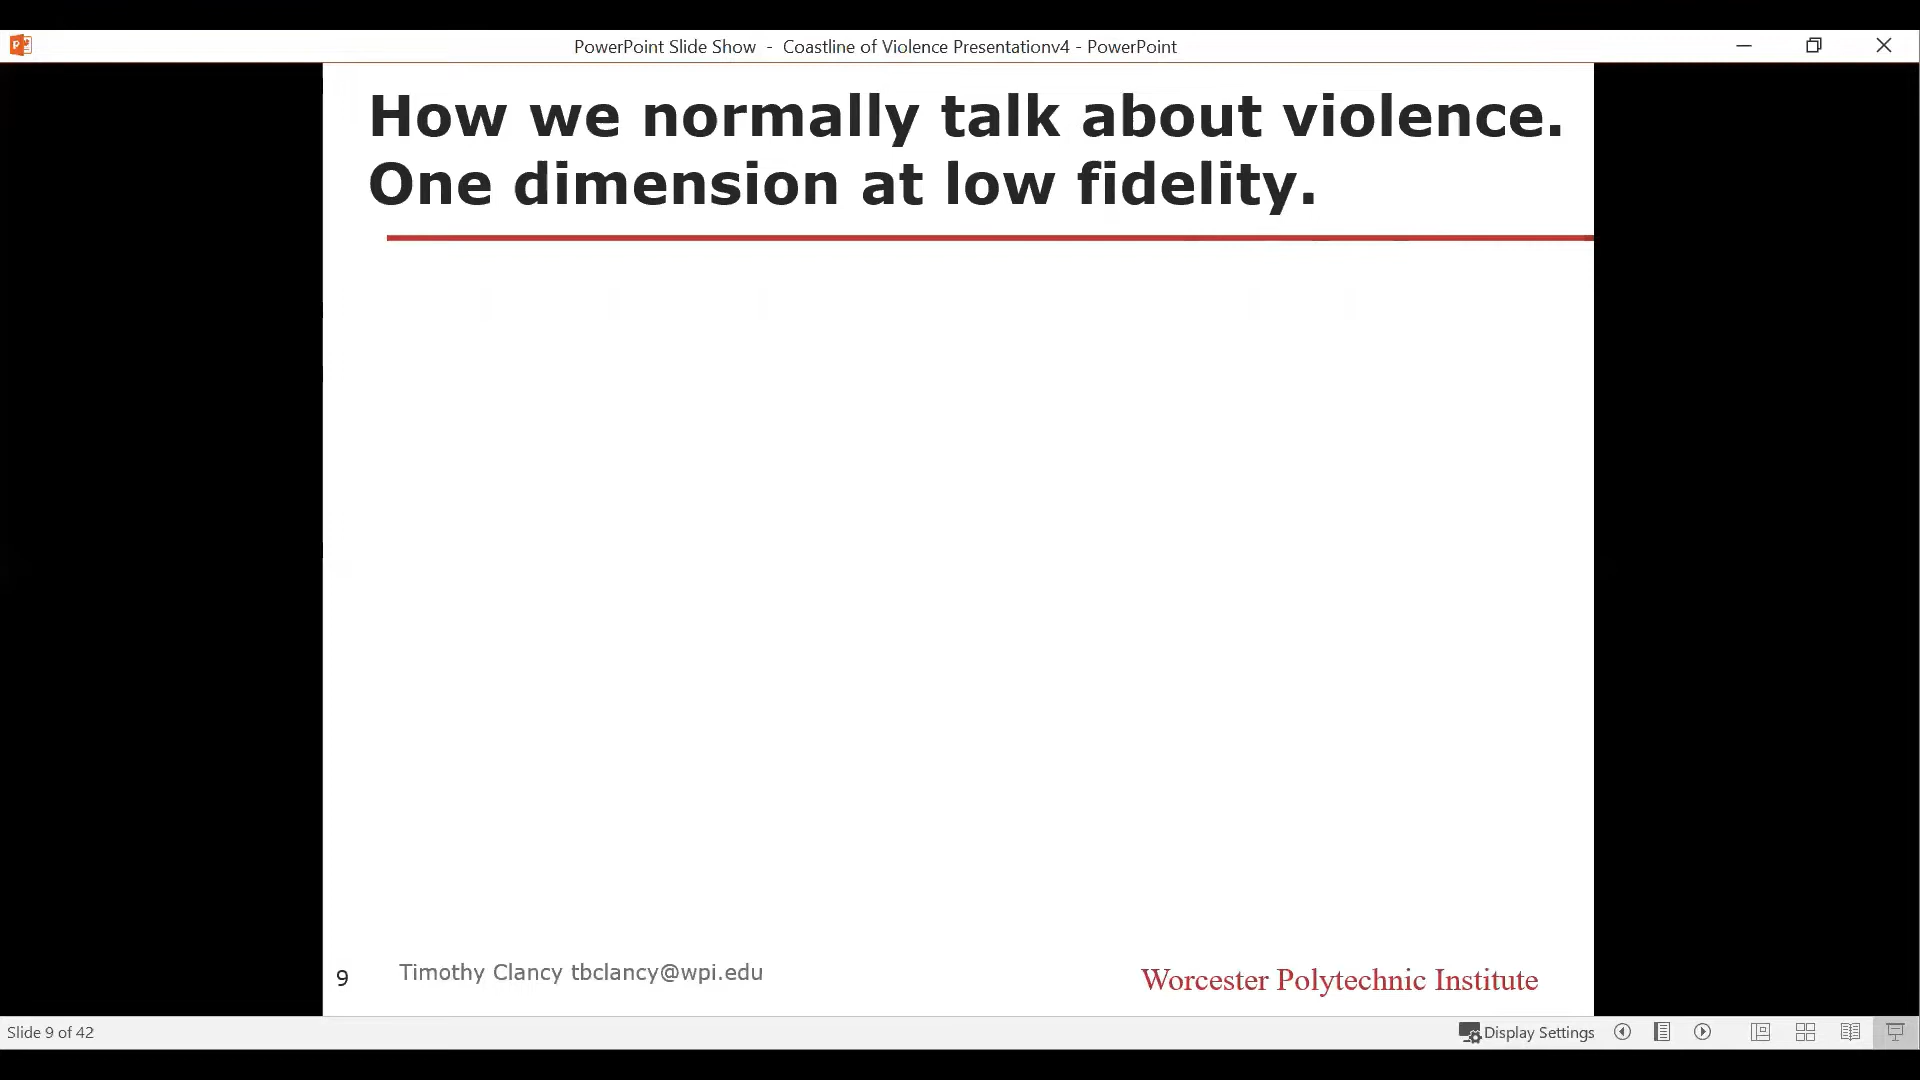 PowerPoint Slide Show - Coastline of Violence Presentationv4 - PowerPoint
How we normally talk about violence.
One dimension at low fidelity.
9
Timothy Clancy tbclancy@wpi.edu
Worcester Polytechnic Institute
Slide 9 of 42
Display Settings